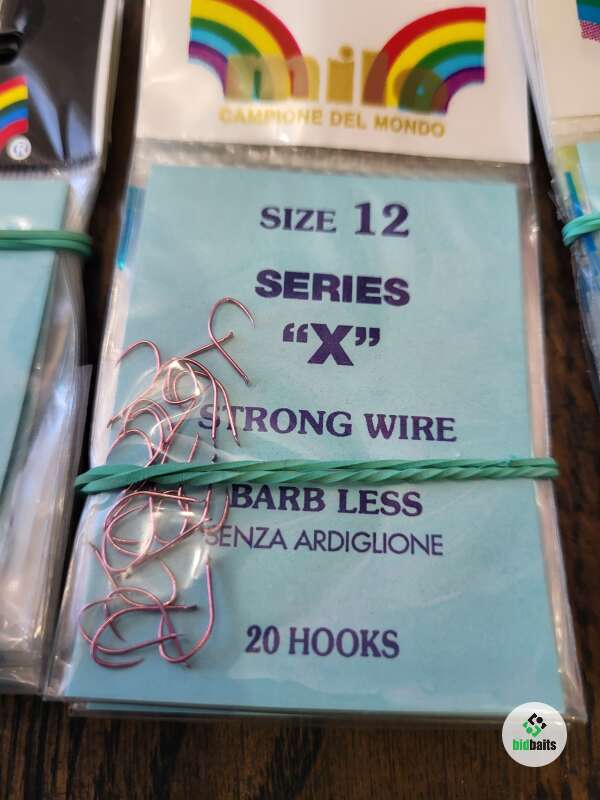 milo
CAMPIONE DEL MONDO
SIZE 12
SERIES
“X”
STRONG WIRE
BARB LESS
SENZA ARDIGLIONE
20 HOOKS
®
bidbaits